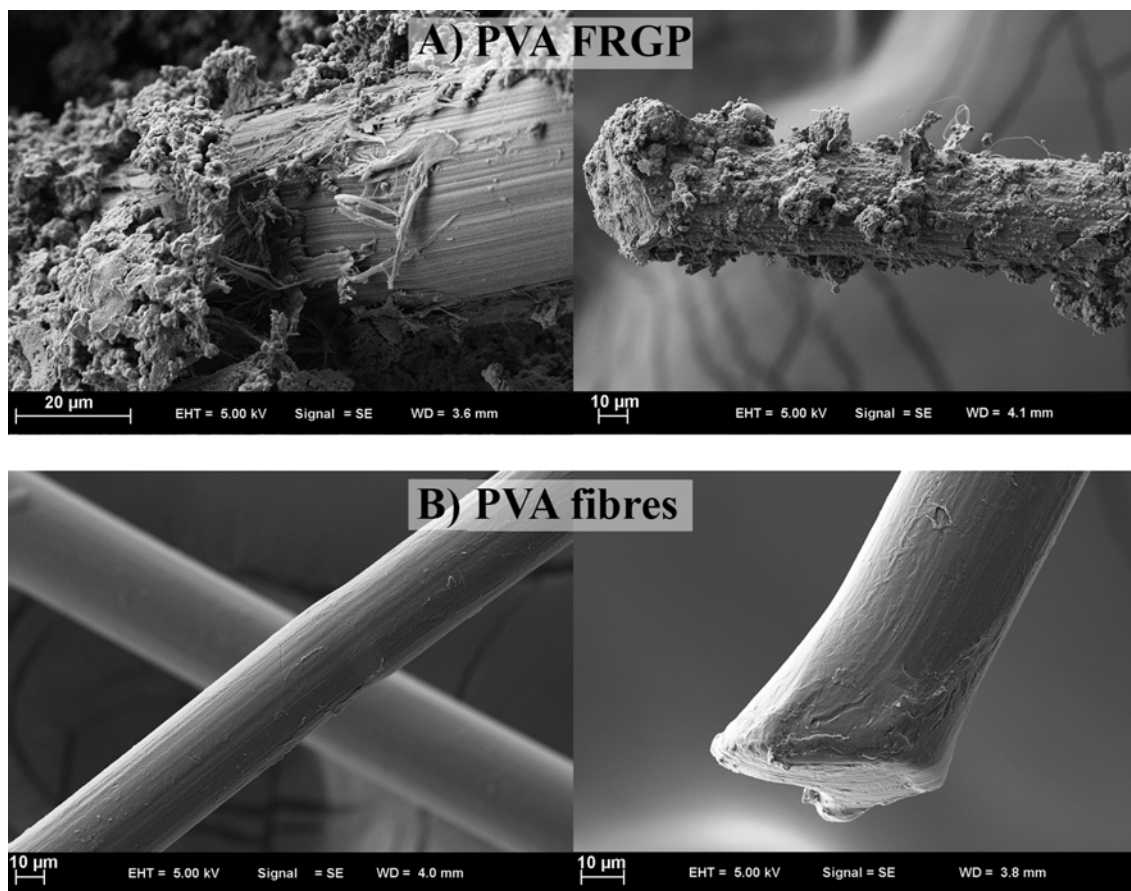 A) PVA FRGP
20 μm
EHT = 5.00 kV Signal = SE WD = 3.6 mm
10 μm
EHT = 5.00 kV Signal = SE WD = 4.1 mm
B) PVA fibres
10 μm
EHT = 5.00 kV Signal = SE WD = 4.0 mm
10 μm
EHT = 5.00 kV Signal = SE WD = 3.8 mm